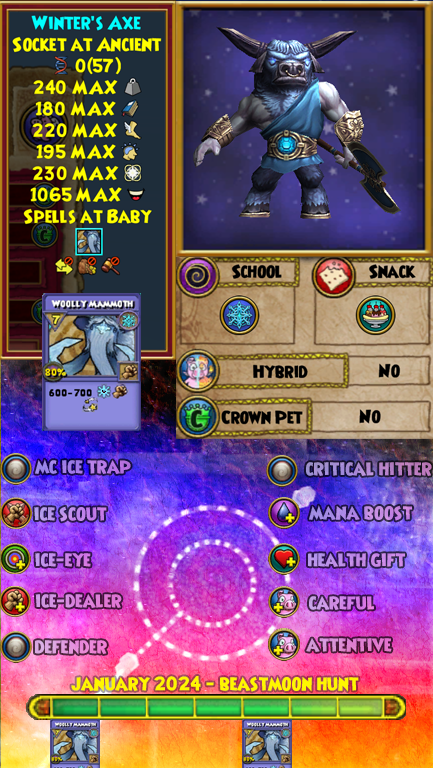 WINTER'S AXE
SOCKET AT ANCIENT
0(57)
240 MAX
180 MAX
220 MAX
195 MAX
230 MAX
1065 MAX
SPELLS AT BABY
WOOLLY MAMMOTH
7
80%
600-700
SCHOOL
SNACK
HYBRID
NO
CROWN PET
NO
MC ICE TRAP
CRITICAL HITTER
ICE SCOUT
MANA BOOST
ICE-EYE
HEALTH GIFT
ICE-DEALER
CAREFUL
DEFENDER
ATTENTIVE
JANUARY 2024 - BEASTMOON HUNT
WOOLLY MAMMOTH
WOOLLY MAMMOTH